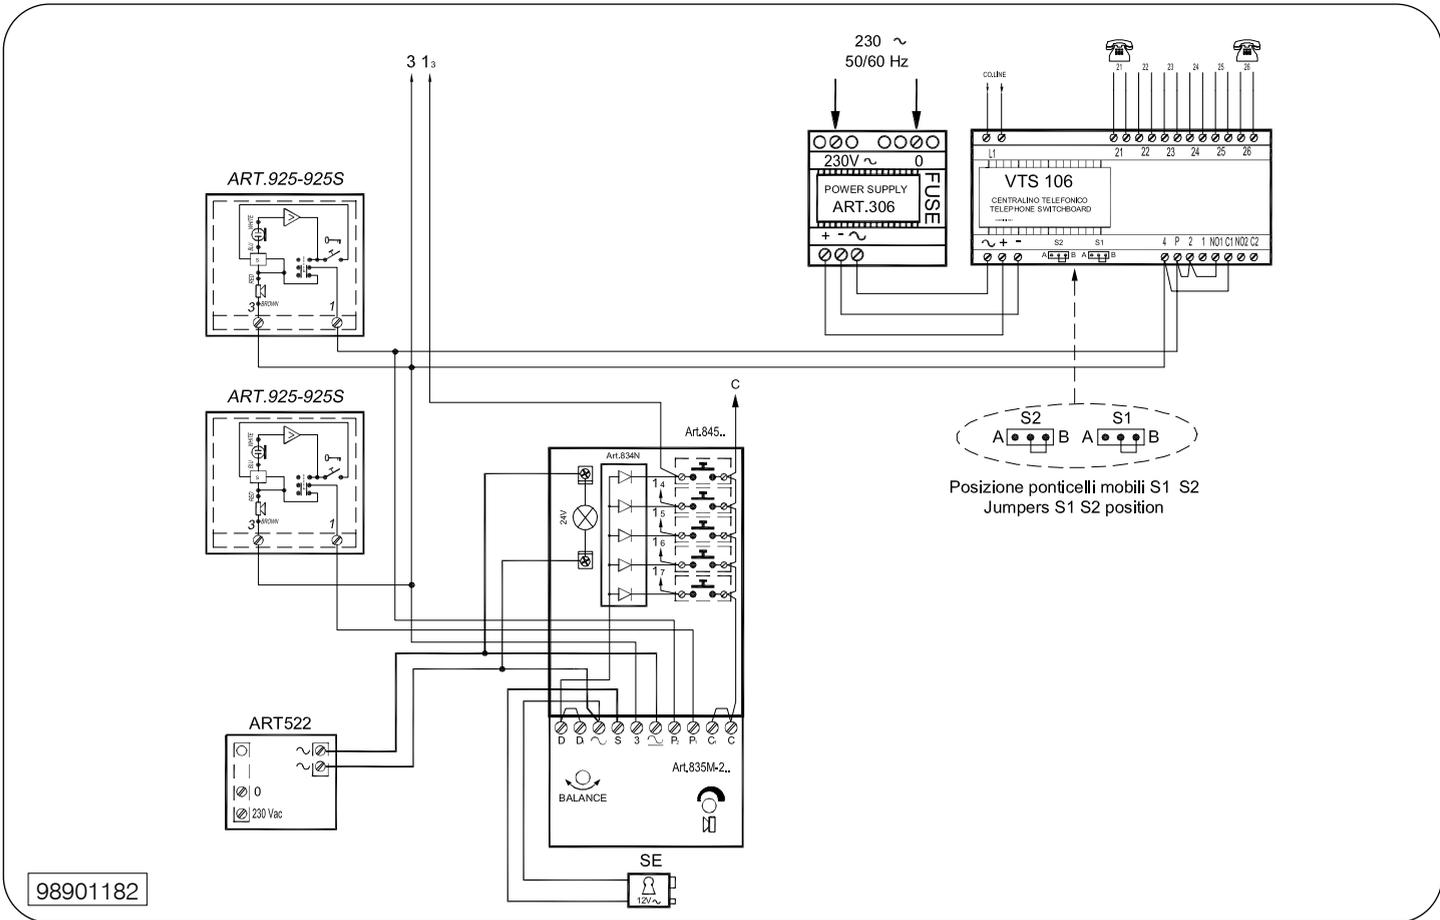 230 ~
50/60 Hz
3 1₃
CO.LINE
21 22 23 24 25 26
L1
21 22 23 24 25 26
ART.925-925S
WHITE
BLU
S
RED
BROWN
3 1
230V ~ 0
POWER SUPPLY
ART.306
FUSE
+ - ~
VTS 106
CENTRALINO TELEFONICO
TELEPHONE SWITCHBOARD
~ + -
S2 S1
A B A B
4 P 2 1 NO1 C1 NO2 C2
ART.925-925S
WHITE
BLU
S
RED
BROWN
3 1
C
Art.845..
Art.834N
24V
1₄
1₅
1₆
1₇
S2 S1
A B A B
Posizione ponticelli mobili S1 S2
Jumpers S1 S2 position
ART522
~
~
0
230 Vac
D D₁ ~ S 3 ~ P₂ P₁ C₁ C
Art.835M-2..
BALANCE
SE
12V~
98901182